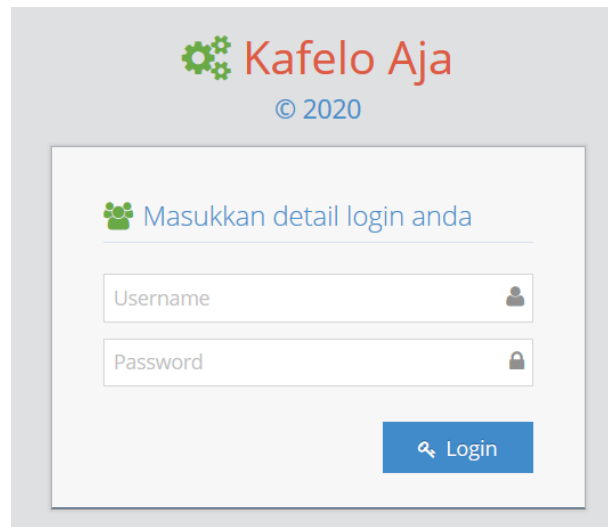 Kafelo Aja
© 2020
Masukkan detail login anda
Username
Password
Login